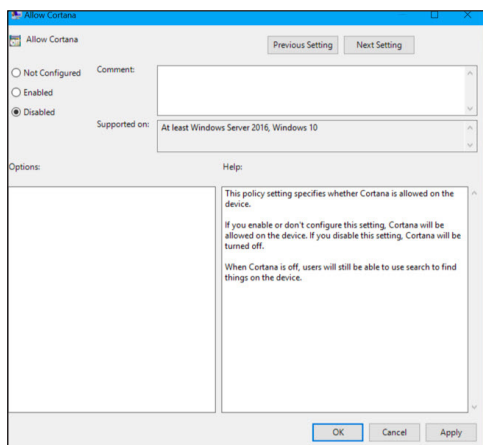 Allow Cortana
Allow Cortana
Previous Setting
Next Setting
Not Configured
Enabled
Disabled
Comment:
Supported on:
At least Windows Server 2016, Windows 10
Options:
Help:
This policy setting specifies whether Cortana is allowed on the
device.
If you enable or don't configure this setting, Cortana will be
allowed on the device. If you disable this setting, Cortana will be
turned off.
When Cortana is off, users will still be able to use search to find
things on the device.
OK
Cancel
Apply